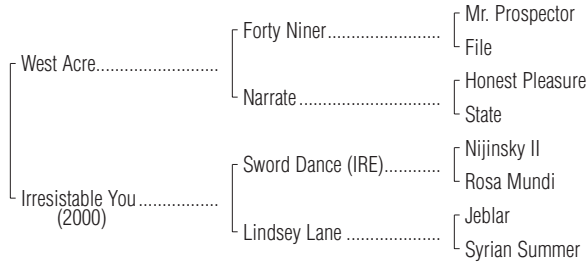 Mr. Prospector
Forty Niner
File
West Acre
Honest Pleasure
Narrate
State
Nijinsky II
Sword Dance (IRE)
Rosa Mundi
Irresistable You
(2000)
Jeblar
Lindsey Lane
Syrian Summer